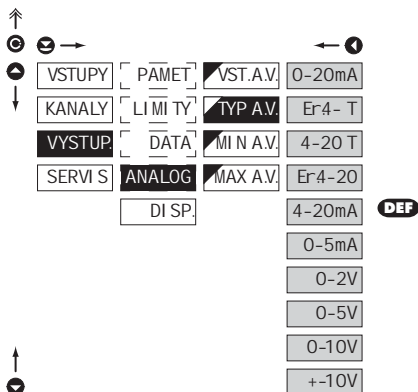 VSTUPY PAMET VST.A.V. 0-20mA
KANALY LIMITY TYP A.V. Er4- T
VYSTUP. DATA MIN A.V. 4-20 T
SERVIS ANALOG MAX A.V. Er4-20
DISP. 4-20mA DEF
0-5mA
0-2V
0-5V
0-10V
+-10V